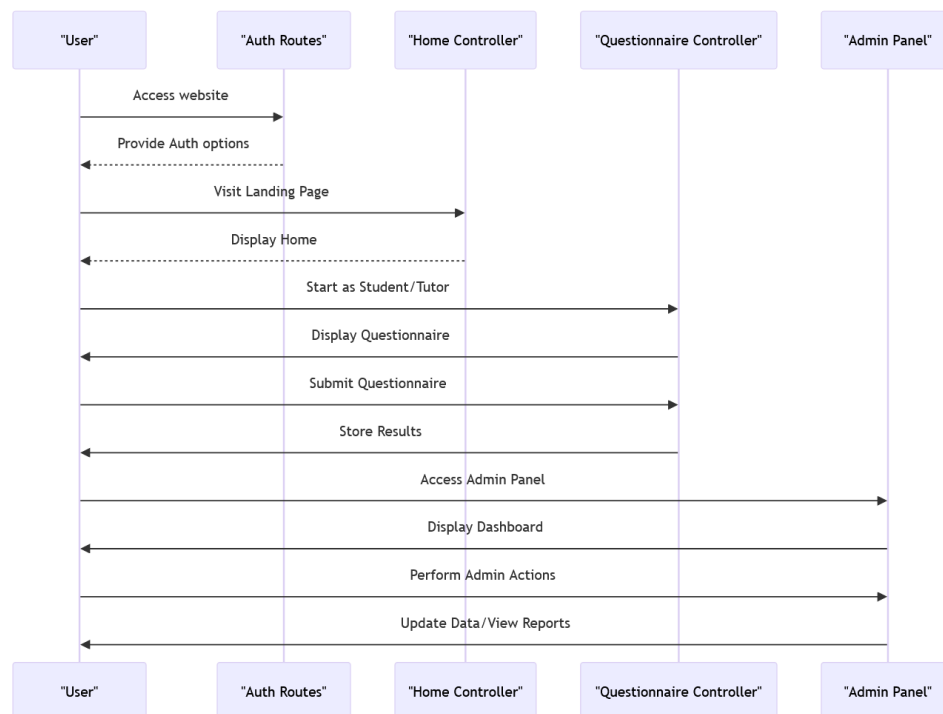 "User" "Auth Routes" "Home Controller" "Questionnaire Controller" "Admin Panel"
Access website
Provide Auth options
Visit Landing Page
Display Home
Start as Student/Tutor
Display Questionnaire
Submit Questionnaire
Store Results
Access Admin Panel
Display Dashboard
Perform Admin Actions
Update Data/View Reports
"User" "Auth Routes" "Home Controller" "Questionnaire Controller" "Admin Panel"